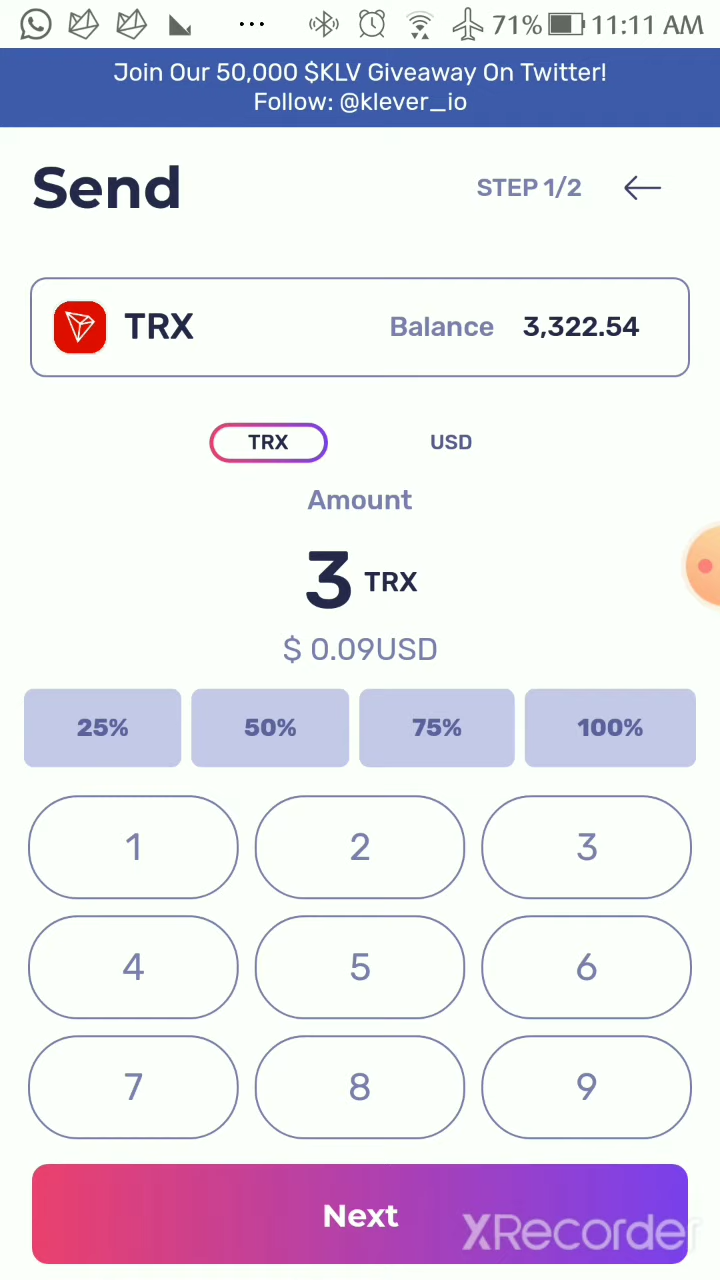 71% 11:11 AM
Join Our 50,000 $KLV Giveaway On Twitter!
Follow: @klever_io
Send STEP 1/2
TRX Balance 3,322.54
TRX USD
Amount
3 TRX
$ 0.09USD
25% 50% 75% 100%
1 2 3
4 5 6
7 8 9
Next
XRecorder